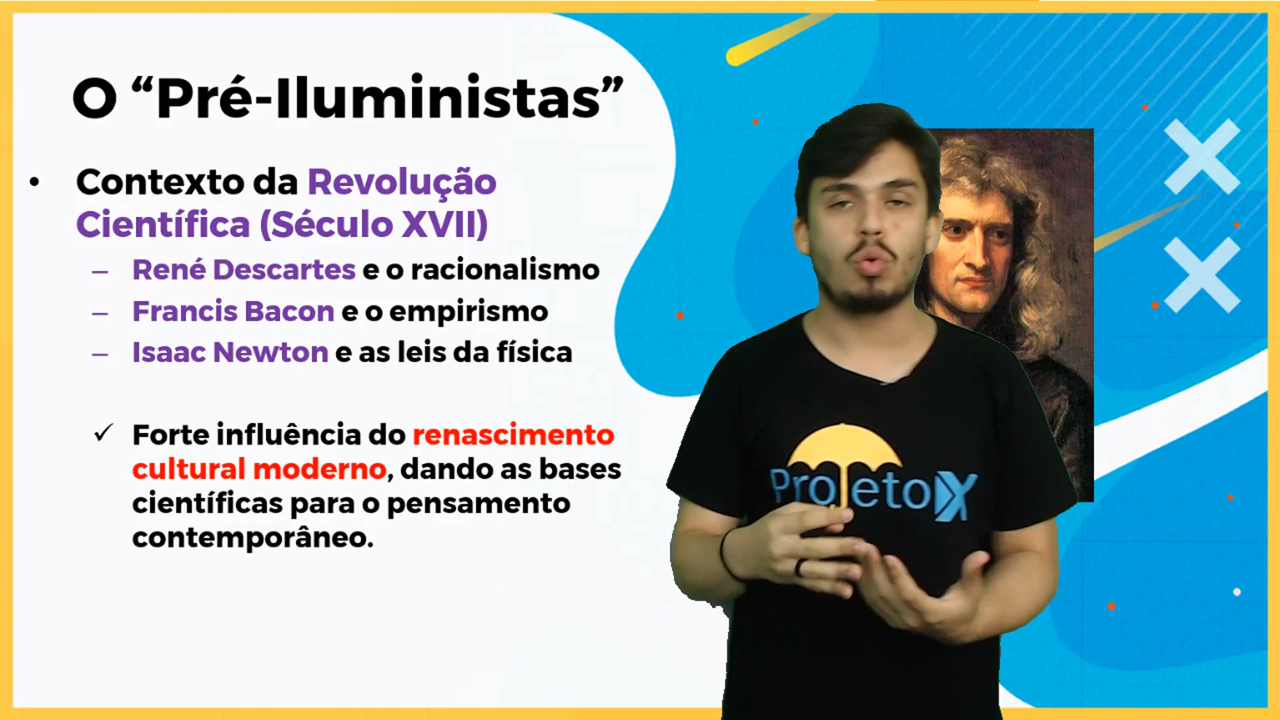 O “Pré-Iluministas”
• Contexto da Revolução
Científica (Século XVII)
– René Descartes e o racionalismo
– Francis Bacon e o empirismo
– Isaac Newton e as leis da física
✓ Forte influência do renascimento
cultural moderno, dando as bases
científicas para o pensamento
contemporâneo.
Projeto X